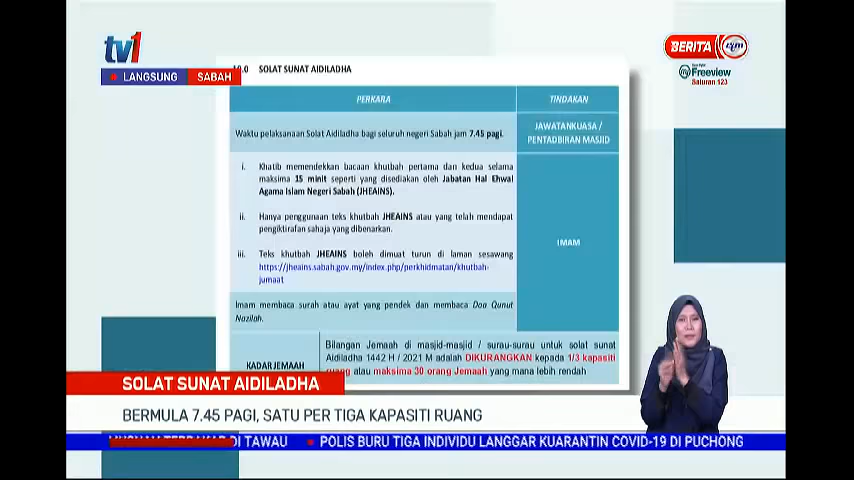 tv1
LANGSUNG
SABAH
BERITA rtm
myFreeview
Saluran 123
10.0 SOLAT SUNAT AIDILADHA
PERKARA
TINDAKAN
Waktu pelaksanaan Solat Aidiladha bagi seluruh negeri Sabah jam 7.45 pagi.
JAWATANKUASA /
PENTADBIRAN MASJID
i. Khatib memendekkan bacaan khutbah pertama dan kedua selama
maksima 15 minit seperti yang disediakan oleh Jabatan Hal Ehwal
Agama Islam Negeri Sabah (JHEAINS).
ii. Hanya penggunaan teks khutbah JHEAINS atau yang telah mendapat
pengiktirafan sahaja yang dibenarkan.
iii. Teks khutbah JHEAINS boleh dimuat turun di laman sesawang
https://jheains.sabah.gov.my/index.php/perkhidmatan/khutbah-
jumaat
IMAM
Imam membaca surah atau ayat yang pendek dan membaca Doa Qunut
Nazilah.
KADAR JEMAAH
Bilangan Jemaah di masjid-masjid / surau-surau untuk solat sunat
Aidiladha 1442 H / 2021 M adalah DIKURANGKAN kepada 1/3 kapasiti
ruang atau maksima 30 orang Jemaah yang mana lebih rendah
SOLAT SUNAT AIDILADHA
BERMULA 7.45 PAGI, SATU PER TIGA KAPASITI RUANG
DI TAWAU • POLIS BURU TIGA INDIVIDU LANGGAR KUARANTIN COVID-19 DI PUCHONG